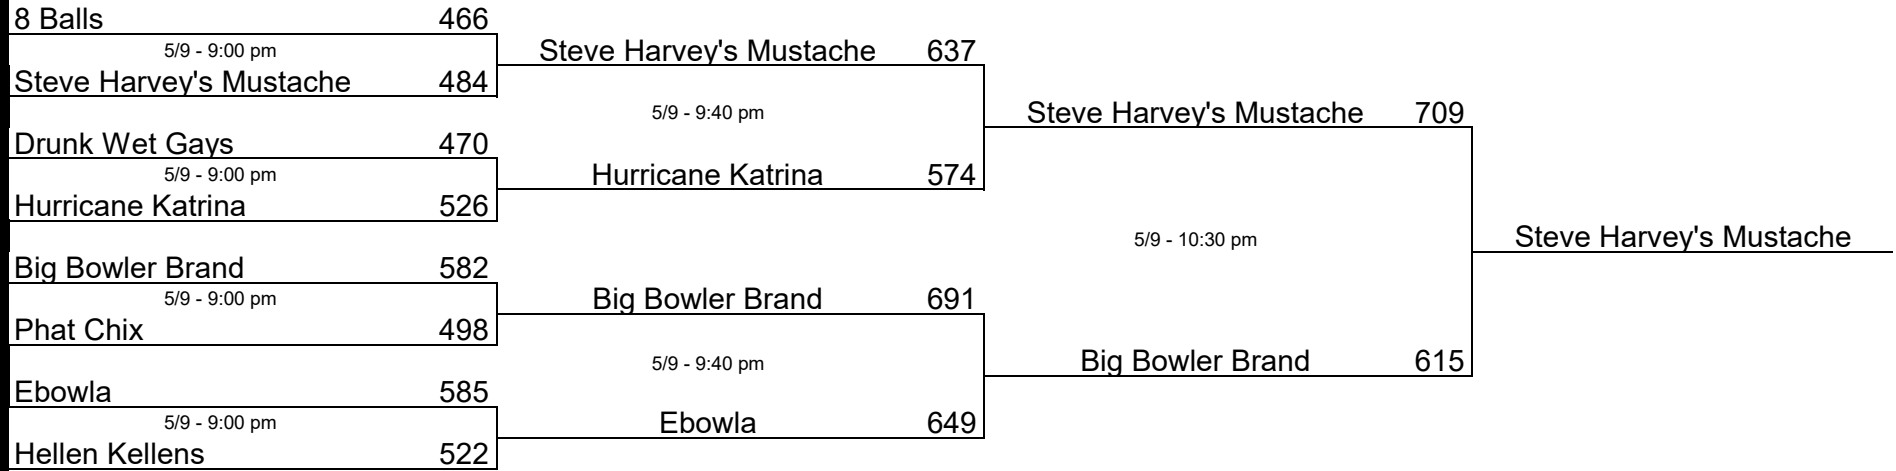 8 Balls 466
5/9 - 9:00 pm
Steve Harvey's Mustache 484
Drunk Wet Gays 470
5/9 - 9:00 pm
Hurricane Katrina 526
Big Bowler Brand 582
5/9 - 9:00 pm
Phat Chix 498
Ebowla 585
5/9 - 9:00 pm
Hellen Kellens 522
Steve Harvey's Mustache 637
5/9 - 9:40 pm
Hurricane Katrina 574
Big Bowler Brand 691
5/9 - 9:40 pm
Ebowla 649
Steve Harvey's Mustache 709
5/9 - 10:30 pm
Big Bowler Brand 615
Steve Harvey's Mustache